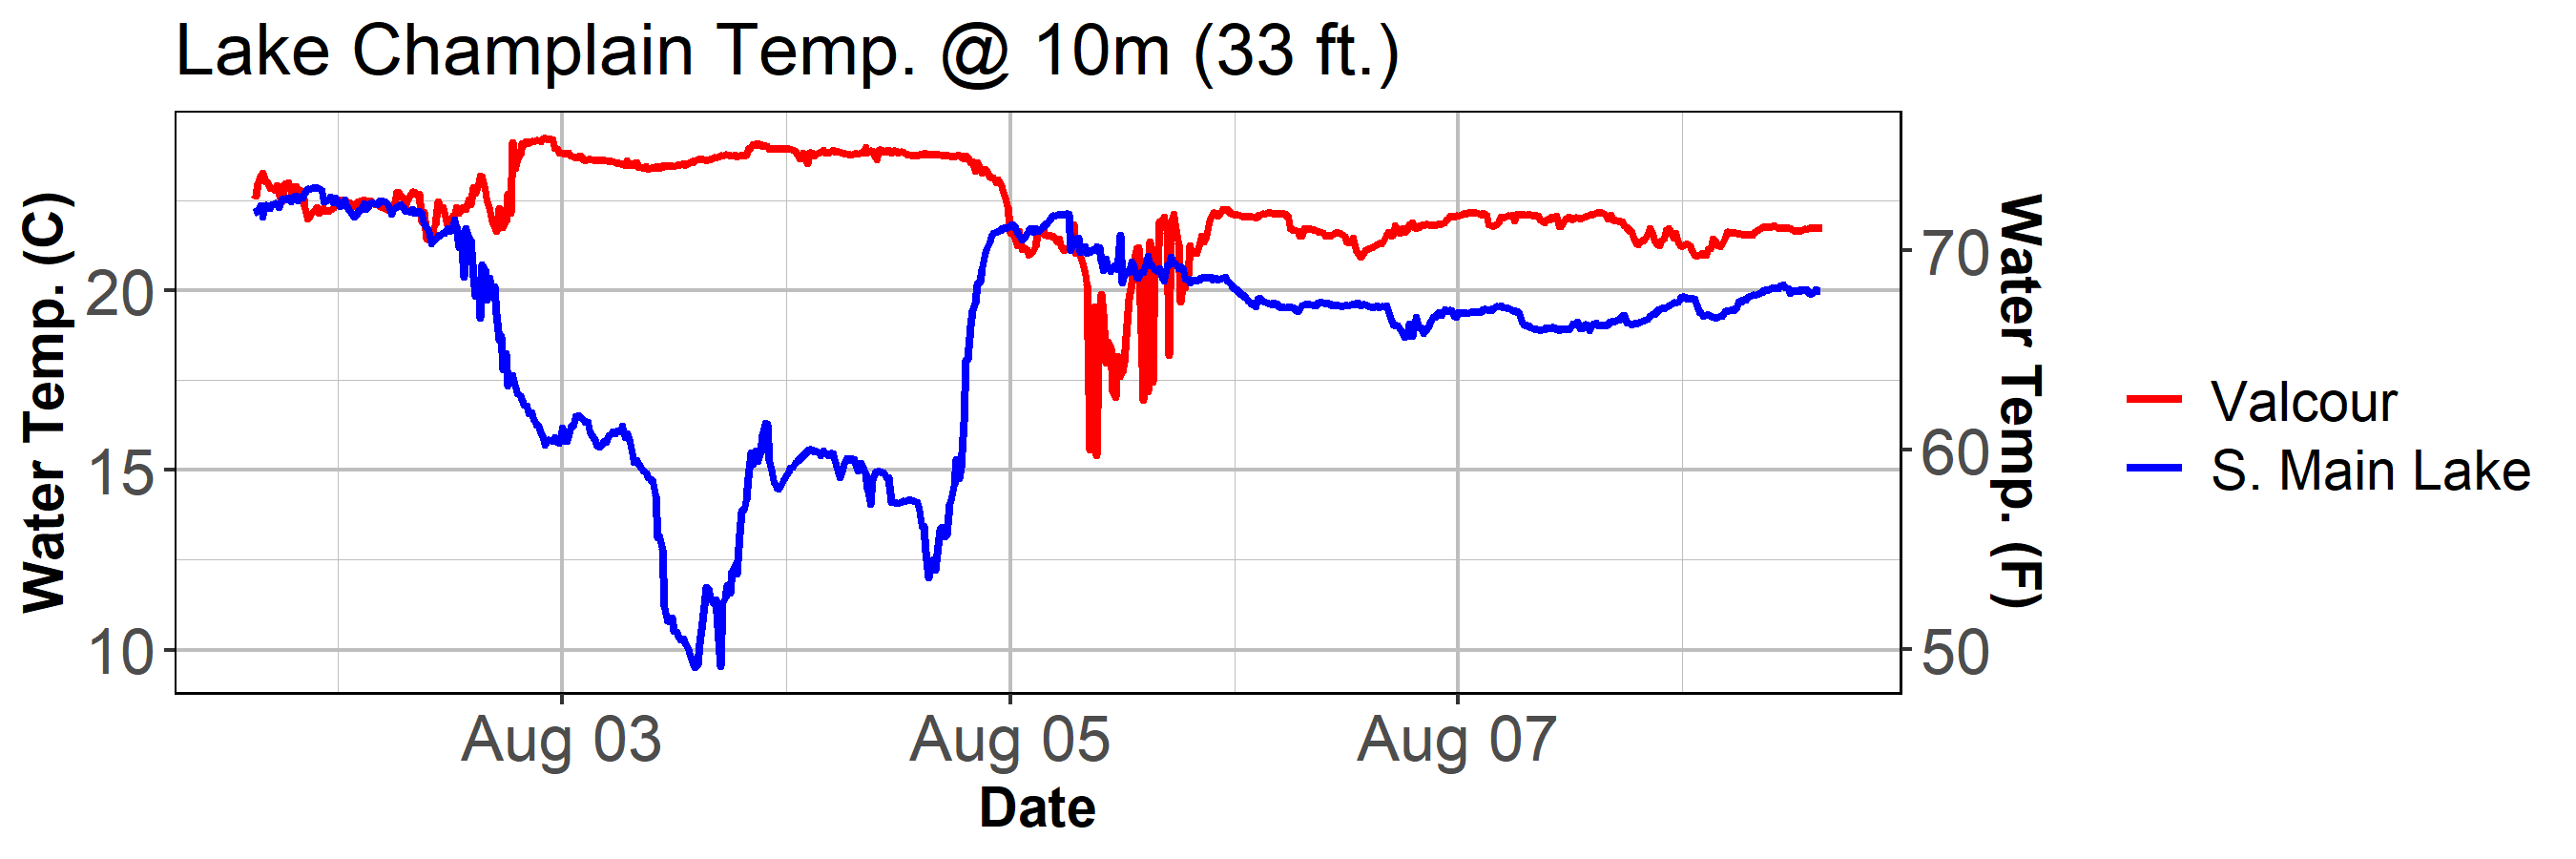 Lake Champlain Temp. @ 10m (33 ft.)
Water Temp. (C)
20
15
10
70
60
50
Water Temp. (F)
Valcour
S. Main Lake
Aug 03
Aug 05
Aug 07
Date